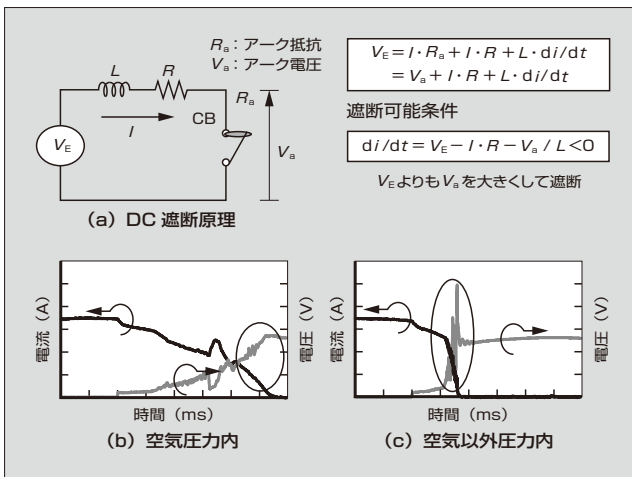 Rₐ：アーク抵抗
Vₐ：アーク電圧
L
R
Rₐ
CB
I
V_E
Vₐ
(a) DC 遮断原理
V_E＝I・Rₐ＋I・R＋L・di/dt
＝Vₐ＋I・R＋L・di/dt
遮断可能条件
di/dt＝V_E－I・R－Vₐ / L＜0
V_EよりもVₐを大きくして遮断
電流（A）
電圧（V）
時間（ms）
(b) 空気圧力内
電流（A）
電圧（V）
時間（ms）
(c) 空気以外圧力内